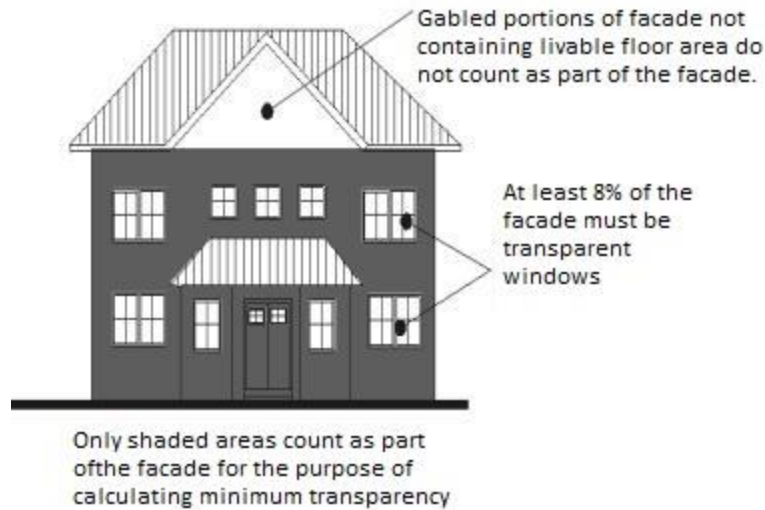 Gabled portions of facade not
containing livable floor area do
not count as part of the facade.
At least 8% of the
facade must be
transparent
windows
Only shaded areas count as part
ofthe facade for the purpose of
calculating minimum transparency